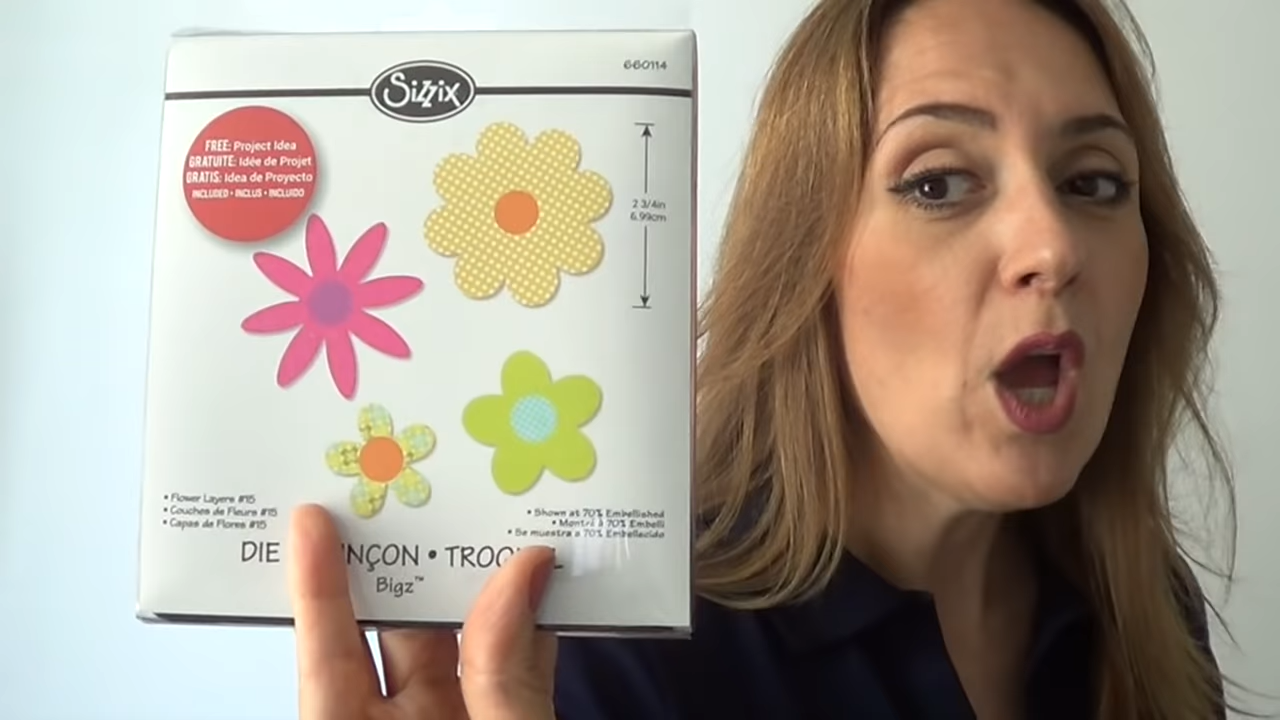 660114
Sizzix
FREE: Project Idea
GRATUITE: Idée de Projet
GRATIS: Idea de Proyecto
INCLUDED • INCLUS • INCLUIDO
2 3/4in
6.99cm
• Flower Layers #15
• Couches de Fleurs #15
• Capas de Flores #15
• Shown at 70% Embellished
• Montré à 70% Embelli
• Se muestra a 70% Embellecido
DIE
• 
Bigz™